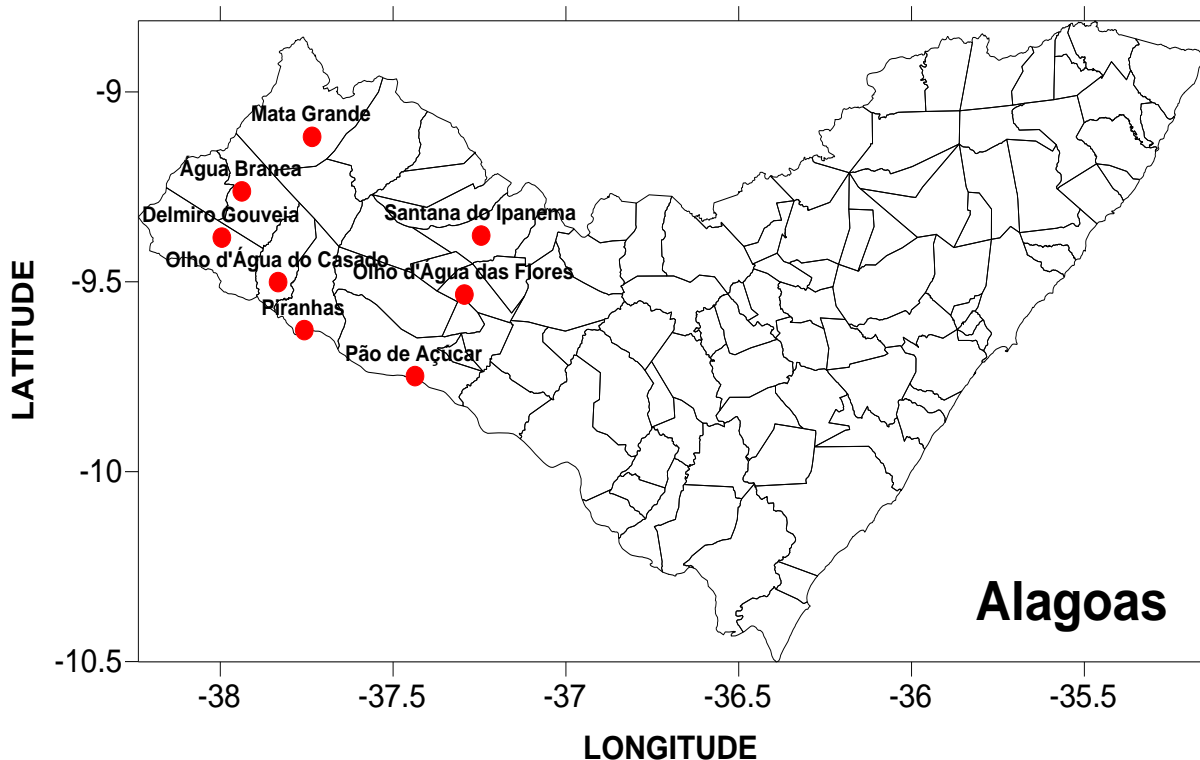 -9
Mata Grande
Água Branca
Delmiro Gouveia
Santana do Ipanema
Olho d'Água do Casado
Olho d'Água das Flores
-9.5
Piranhas
Pão de Açúcar
LATITUDE
-10
Alagoas
-10.5
-38
-37.5
-37
-36.5
-36
-35.5
LONGITUDE